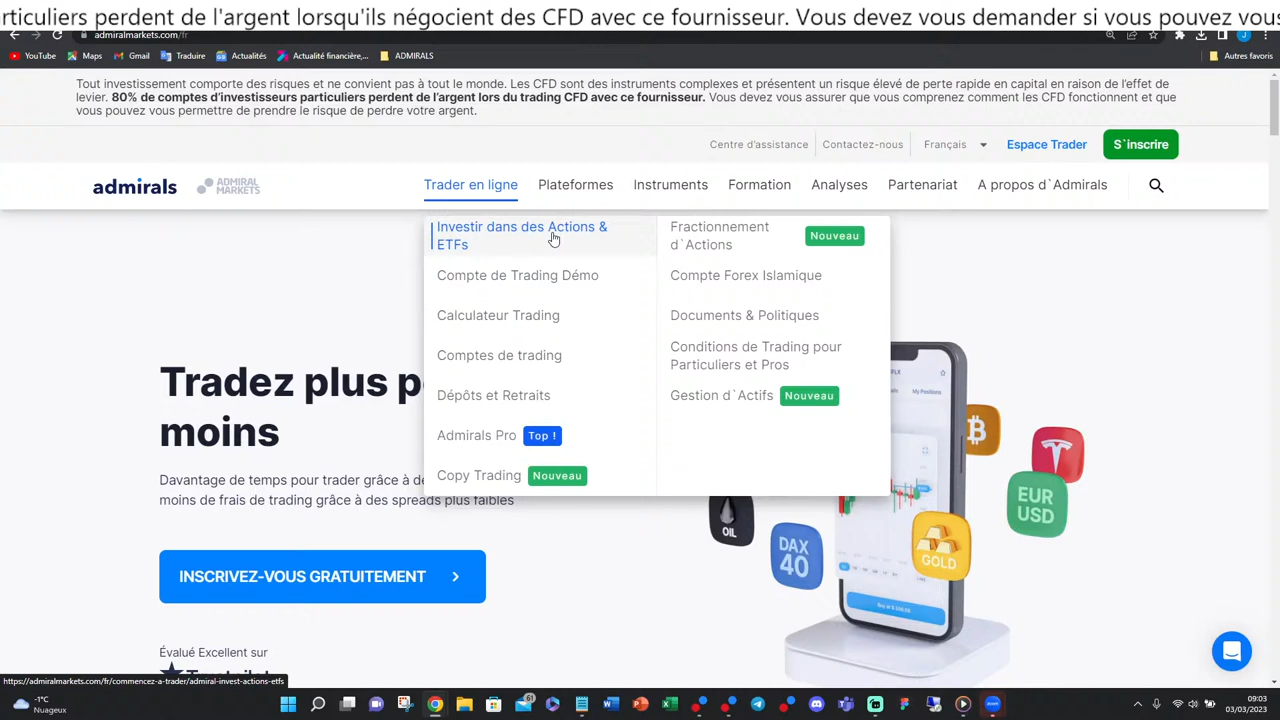 rticuliers perdent de l'argent lorsqu'ils négocient des CFD avec ce fournisseur. Vous devez vous demander si vous pouvez vous
admiralmarkets.com/fr
YouTube
Maps
Gmail
Traduire
Actualités
Actualité financière,...
ADMIRALS
Autres favoris
Tout investissement comporte des risques et ne convient pas à tout le monde. Les CFD sont des instruments complexes et présentent un risque élevé de perte rapide en capital en raison de l'effet de
levier. 80% de comptes d'investisseurs particuliers perdent de l'argent lors du trading CFD avec ce fournisseur. Vous devez vous assurer que vous comprenez comment les CFD fonctionnent et que
vous pouvez vous permettre de prendre le risque de perdre votre argent.
Centre d'assistance
Contactez-nous
Français
Espace Trader
S`inscrire
admirals
ADMIRAL
MARKETS
Trader en ligne
Plateformes
Instruments
Formation
Analyses
Partenariat
A propos d`Admirals
Investir dans des Actions &
ETFs
Compte de Trading Démo
Calculateur Trading
Comptes de trading
Dépôts et Retraits
Admirals Pro Top !
Copy Trading Nouveau
Fractionnement
d`Actions
Nouveau
Compte Forex Islamique
Documents & Politiques
Conditions de Trading pour
Particuliers et Pros
Gestion d`Actifs Nouveau
Tradez plus p
moins
Davantage de temps pour trader grâce à d
moins de frais de trading grâce à des spreads plus faibles
INSCRIVEZ-VOUS GRATUITEMENT
Évalué Excellent sur
My Positions
OIL
DAX
40
GOLD
EUR
USD
https://admiralmarkets.com/fr/commencez-a-trader/admiral-invest-actions-etfs
-1°C
Nuageux
61
09:03
03/03/2023